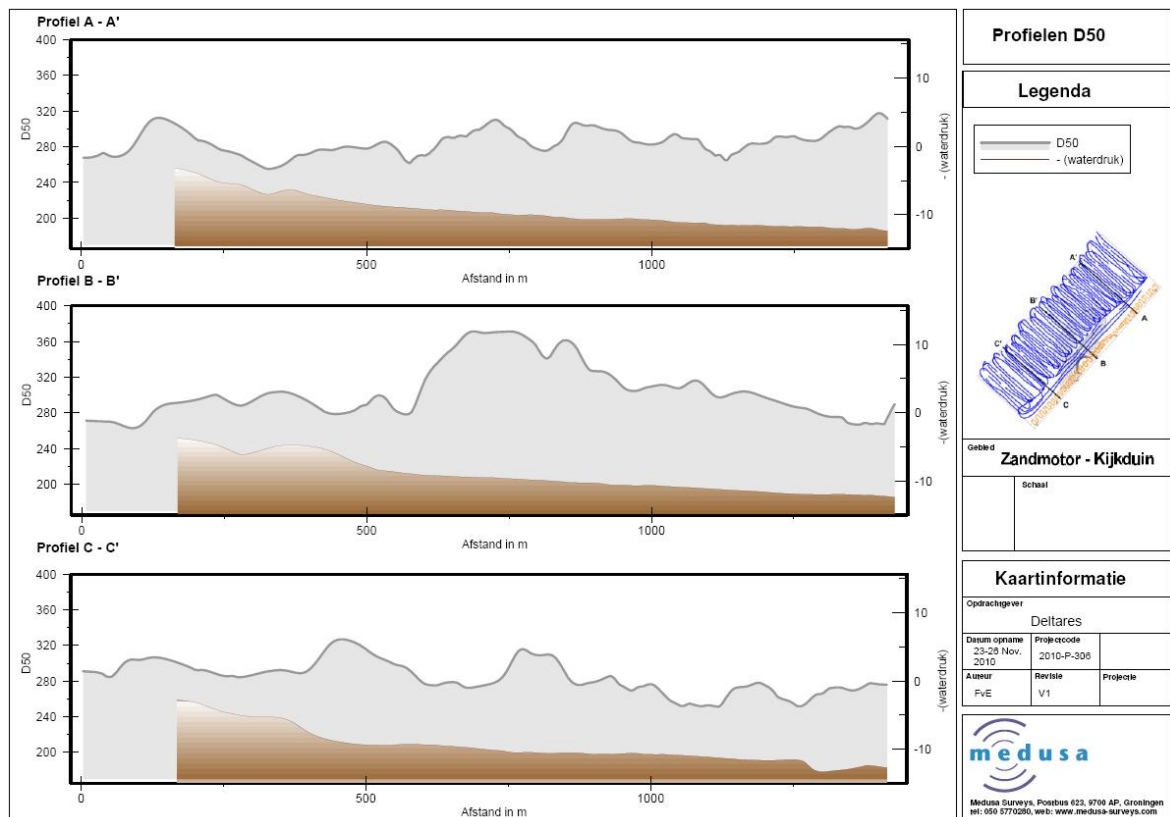 Profiel A - A'
400
360
320
280
240
200
D50
10
0
-10
- (waterdruk)
0
500
1000
Afstand in m
Profiel B - B'
400
360
320
280
240
200
D50
10
0
-10
-(waterdruk)
0
500
1000
Afstand in m
Profiel C - C'
400
360
320
280
240
200
D50
10
0
-10
-(waterdruk)
0
500
1000
Afstand in m
Profielen D50
Legenda
D50
- (waterdruk)
A'
B'
C'
A
B
C
Gebied
Zandmotor - Kijkduin
Schaal
Kaartinformatie
Opdrachtgever
Deltares
Datum opname
23-26 Nov.
2010
Projectcode
2010-P-306
Auteur
FvE
Revisie
V1
Projectie
medusa
Medusa Surveys, Postbus 623, 9700 AP, Groningen
tel: 050 5770280, web: www.medusa-surveys.com